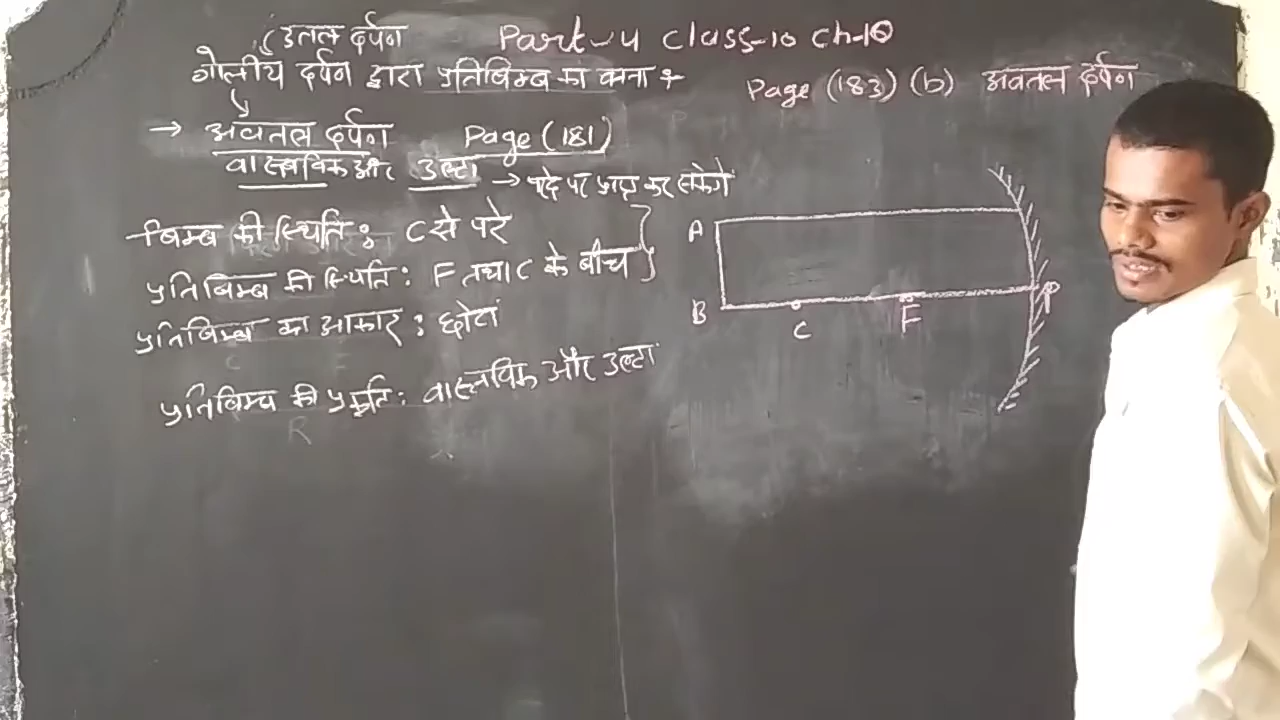 उत्तल दर्पण
Part-4 Class-10 Ch-10
गोलीय दर्पण द्वारा प्रतिबिम्ब का बनना
Page (183) (b) अवतल दर्पण
→ अवतल दर्पण Page (181)
वास्तविक और उल्टा → पर्दे पर प्राप्त कर सकेंगे
बिम्ब की स्थिति : C से परे
प्रतिबिम्ब की स्थिति : F तथा C के बीच
प्रतिबिम्ब का आकार : छोटा
प्रतिबिम्ब की प्रकृति : वास्तविक और उल्टा
A
B
C
F
P
R